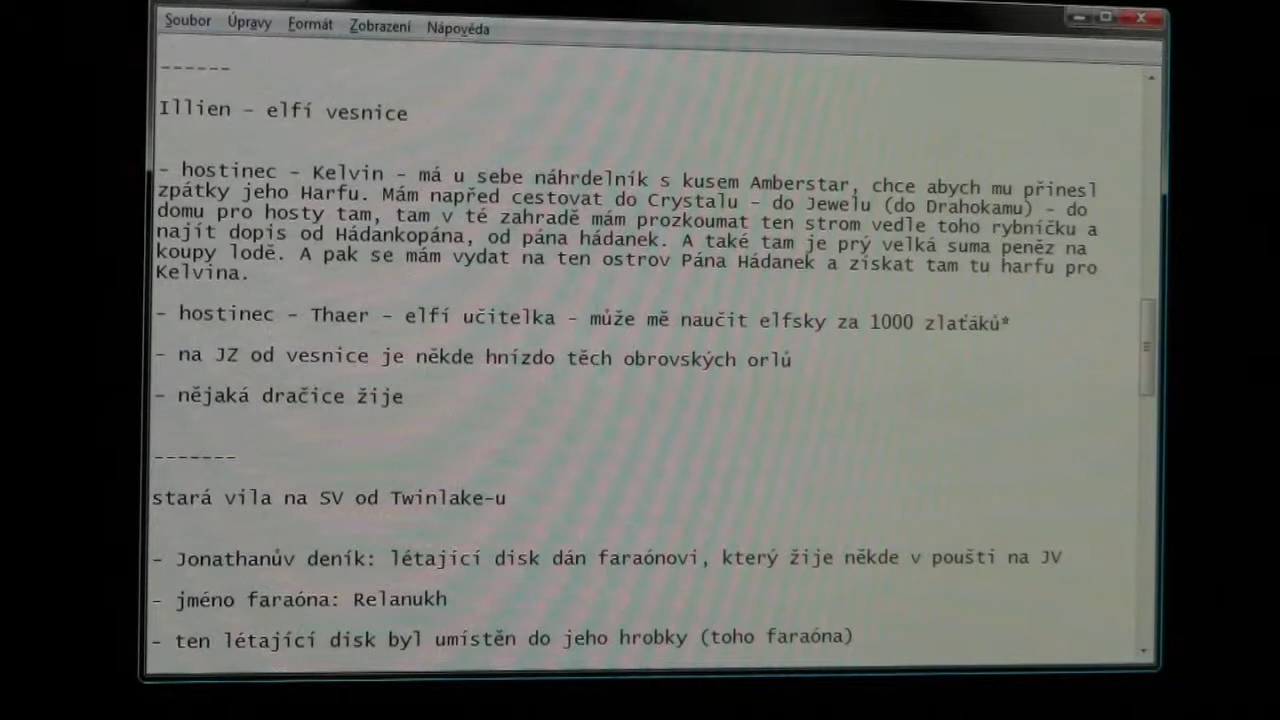 Soubor Úpravy Formát Zobrazení Nápověda
------
Illien - elfí vesnice
- hostinec - Kelvin - má u sebe náhrdelník s kusem Amberstar, chce abych mu přinesl
zpátky jeho Harfu. Mám napřed cestovat do Crystalu - do Jewelu (do Drahokamu) - do
domu pro hosty tam, tam v té zahradě mám prozkoumat ten strom vedle toho rybníčku a
najít dopis od Hádankopána, od pána hádanek. A také tam je prý velká suma peněz na
koupy lodě. A pak se mám vydat na ten ostrov Pána Hádanek a získat tam tu harfu pro
Kelvina.
- hostinec - Thaer - elfí učitelka - může mě naučit elfsky za 1000 zlaťáků*
- na JZ od vesnice je někde hnízdo těch obrovských orlů
- nějaká dračice žije
-------
stará vila na SV od Twinlake-u
- Jonathanův deník: létající disk dán faraónovi, který žije někde v poušti na JV
- jméno faraóna: Relanukh
- ten létající disk byl umístěn do jeho hrobky (toho faraóna)